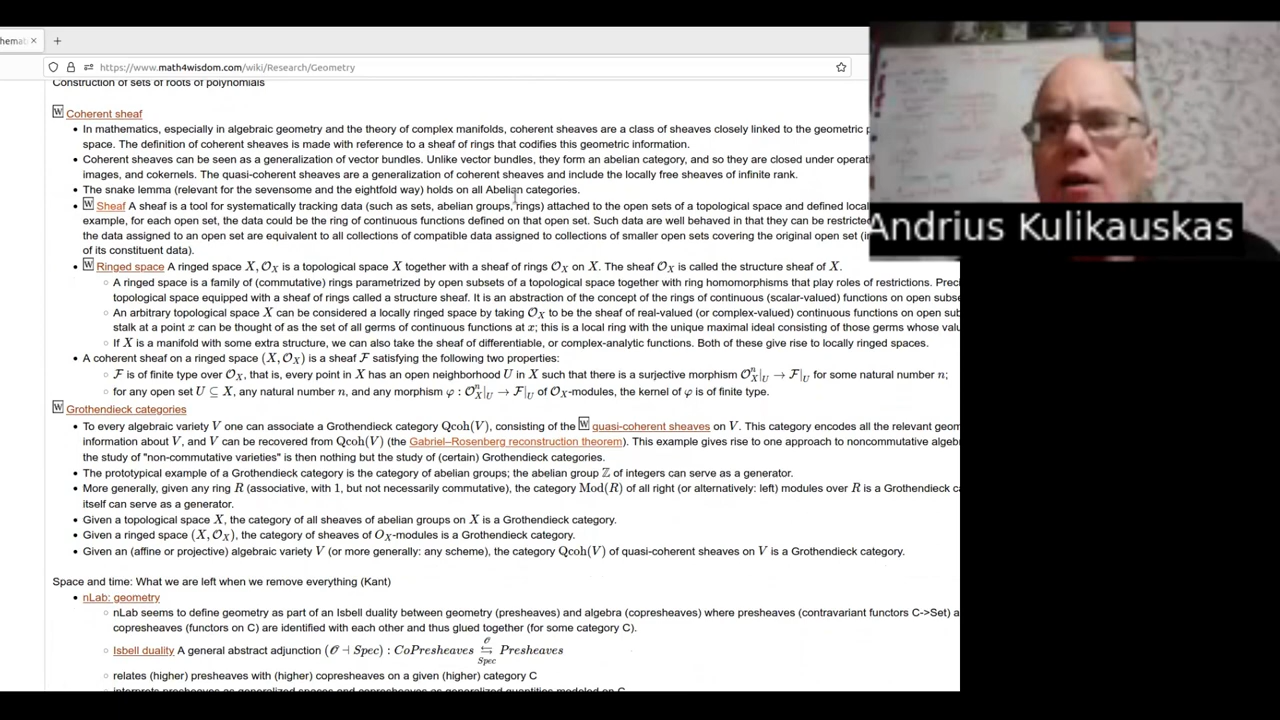 hemat ×
+
https://www.math4wisdom.com/wiki/Research/Geometry
Construction of sets of roots of polynomials
W Coherent sheaf
• In mathematics, especially in algebraic geometry and the theory of complex manifolds, coherent sheaves are a class of sheaves closely linked to the geometric p
space. The definition of coherent sheaves is made with reference to a sheaf of rings that codifies this geometric information.
• Coherent sheaves can be seen as a generalization of vector bundles. Unlike vector bundles, they form an abelian category, and so they are closed under operati
images, and cokernels. The quasi-coherent sheaves are a generalization of coherent sheaves and include the locally free sheaves of infinite rank.
• The snake lemma (relevant for the sevensome and the eightfold way) holds on all Abelian categories.
• W Sheaf A sheaf is a tool for systematically tracking data (such as sets, abelian groups, rings) attached to the open sets of a topological space and defined local
example, for each open set, the data could be the ring of continuous functions defined on that open set. Such data are well behaved in that they can be restricted
the data assigned to an open set are equivalent to all collections of compatible data assigned to collections of smaller open sets covering the original open set (in
of its constituent data).
• W Ringed space A ringed space X, 𝒪_X is a topological space X together with a sheaf of rings 𝒪_X on X. The sheaf 𝒪_X is called the structure sheaf of X.
◦ A ringed space is a family of (commutative) rings parametrized by open subsets of a topological space together with ring homomorphisms that play roles of restrictions. Preci
topological space equipped with a sheaf of rings called a structure sheaf. It is an abstraction of the concept of the rings of continuous (scalar-valued) functions on open subse
◦ An arbitrary topological space X can be considered a locally ringed space by taking 𝒪_X to be the sheaf of real-valued (or complex-valued) continuous functions on open sub
stalk at a point x can be thought of as the set of all germs of continuous functions at x; this is a local ring with the unique maximal ideal consisting of those germs whose valu
◦ If X is a manifold with some extra structure, we can also take the sheaf of differentiable, or complex-analytic functions. Both of these give rise to locally ringed spaces.
• A coherent sheaf on a ringed space (X, 𝒪_X) is a sheaf ℱ satisfying the following two properties:
◦ ℱ is of finite type over 𝒪_X, that is, every point in X has an open neighborhood U in X such that there is a surjective morphism 𝒪_X^n|_U → ℱ|_U for some natural number n;
◦ for any open set U ⊆ X, any natural number n, and any morphism φ : 𝒪_X^n|_U → ℱ|_U of 𝒪_X-modules, the kernel of φ is of finite type.
W Grothendieck categories
• To every algebraic variety V one can associate a Grothendieck category Qcoh(V), consisting of the W quasi-coherent sheaves on V. This category encodes all the relevant geom
information about V, and V can be recovered from Qcoh(V) (the Gabriel–Rosenberg reconstruction theorem). This example gives rise to one approach to noncommutative algebr
the study of "non-commutative varieties" is then nothing but the study of (certain) Grothendieck categories.
• The prototypical example of a Grothendieck category is the category of abelian groups; the abelian group ℤ of integers can serve as a generator.
• More generally, given any ring R (associative, with 1, but not necessarily commutative), the category Mod(R) of all right (or alternatively: left) modules over R is a Grothendieck ca
itself can serve as a generator.
• Given a topological space X, the category of all sheaves of abelian groups on X is a Grothendieck category.
• Given a ringed space (X, 𝒪_X), the category of sheaves of O_X-modules is a Grothendieck category.
• Given an (affine or projective) algebraic variety V (or more generally: any scheme), the category Qcoh(V) of quasi-coherent sheaves on V is a Grothendieck category.
Space and time: What we are left when we remove everything (Kant)
• nLab: geometry
◦ nLab seems to define geometry as part of an Isbell duality between geometry (presheaves) and algebra (copresheaves) where presheaves (contravariant functors C->Set) a
copresheaves (functors on C) are identified with each other and thus glued together (for some category C).
◦ Isbell duality A general abstract adjunction (𝒪 ⊣ Spec) : CoPresheaves ⇆ Presheaves
◦ relates (higher) presheaves with (higher) copresheaves on a given (higher) category C
◦ interprets presheaves as generalized spaces and copresheaves as generalized quantities modeled on C
Andrius Kulikauskas